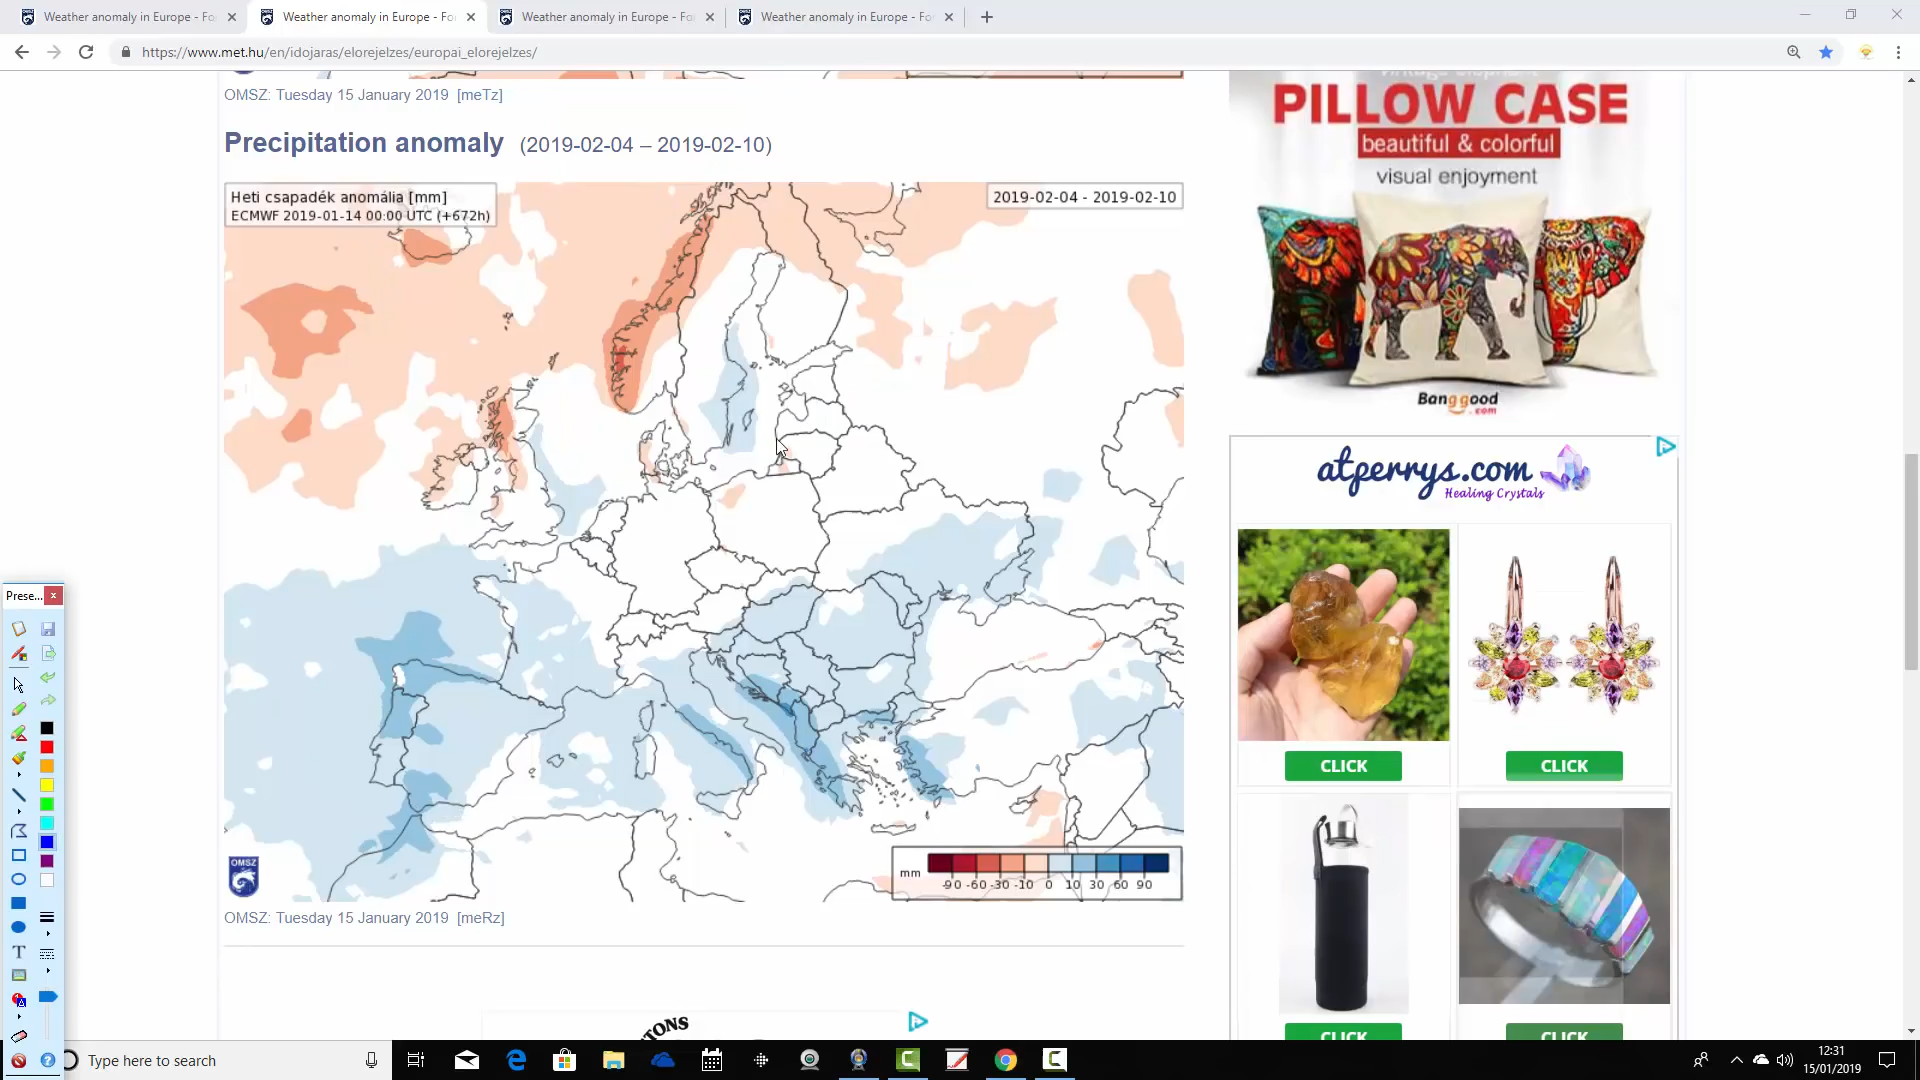 Weather anomaly in Europe - Fo
Weather anomaly in Europe - Fo
Weather anomaly in Europe - Fo
Weather anomaly in Europe - Fo
https://www.met.hu/en/idojaras/elorejelzes/europai_elorejelzes/
OMSZ: Tuesday 15 January 2019 [meTz]
Precipitation anomaly (2019-02-04 – 2019-02-10)
Heti csapadék anomália [mm]
ECMWF 2019-01-14 00:00 UTC (+672h)
2019-02-04 - 2019-02-10
OMSZ
mm
-90 -60 -30 -10 0 10 30 60 90
OMSZ: Tuesday 15 January 2019 [meRz]
PILLOW CASE
beautiful & colorful
visual enjoyment
Banggood
.com
atperrys.com
Healing Crystals
CLICK
CLICK
CLICK
CLICK
Prese...
T
Type here to search
12:31
15/01/2019